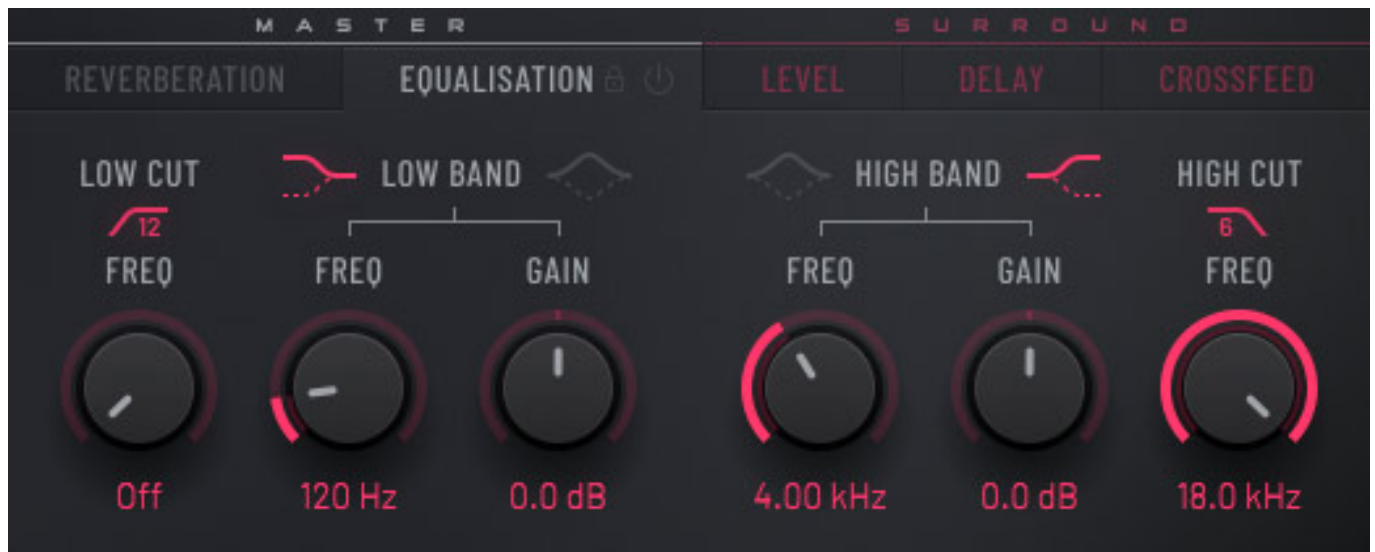 MASTER SURROUND
REVERBERATION EQUALISATION LEVEL DELAY CROSSFEED
LOW CUT LOW BAND HIGH BAND HIGH CUT
12 6
FREQ FREQ GAIN FREQ GAIN FREQ
Off 120 Hz 0.0 dB 4.00 kHz 0.0 dB 18.0 kHz